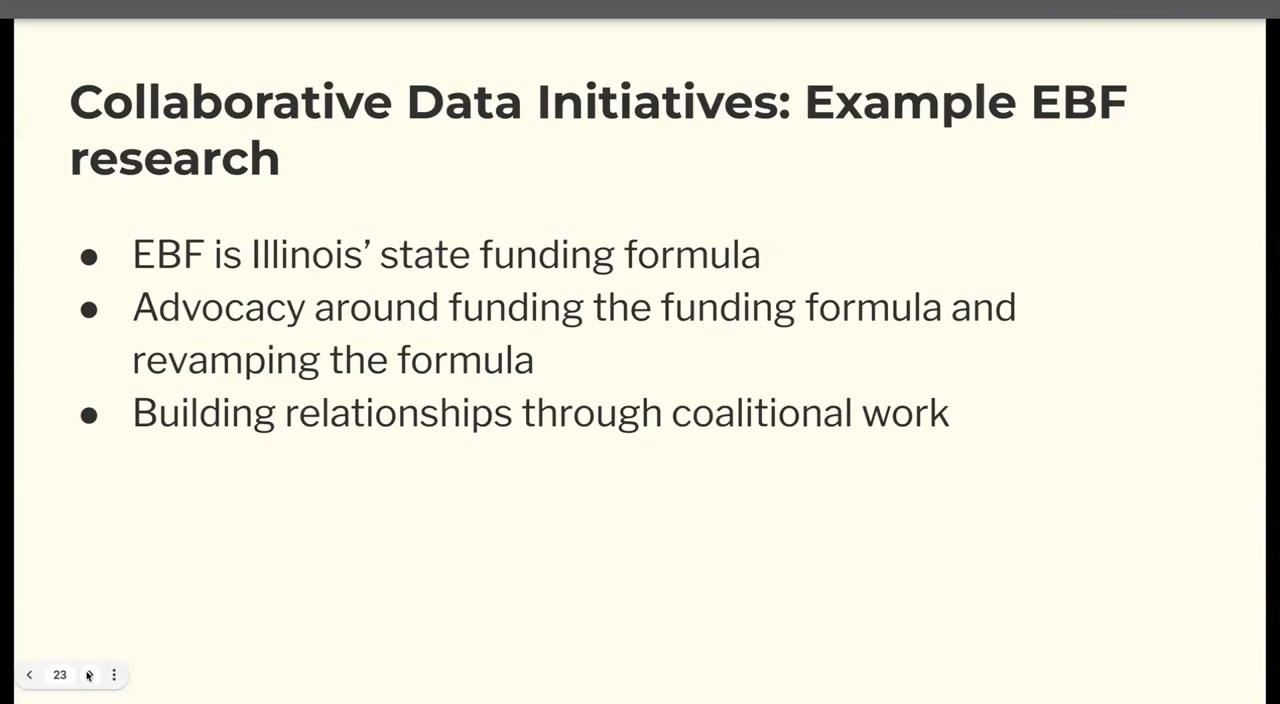 Collaborative Data Initiatives: Example EBF
research
● EBF is Illinois’ state funding formula
● Advocacy around funding the funding formula and
revamping the formula
● Building relationships through coalitional work
23